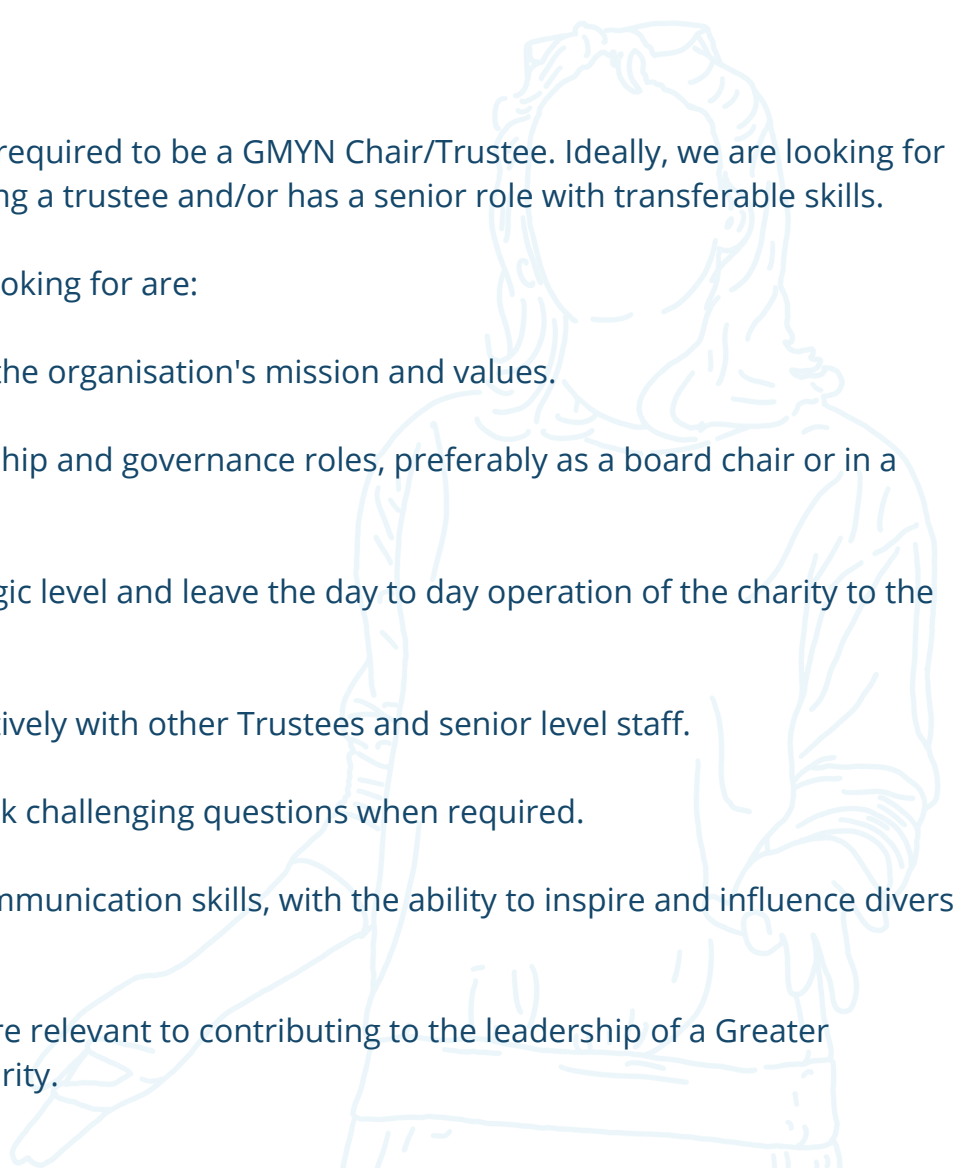 required to be a GMYN Chair/Trustee. Ideally, we are looking for
ng a trustee and/or has a senior role with transferable skills.
oking for are:
the organisation's mission and values.
hip and governance roles, preferably as a board chair or in a
gic level and leave the day to day operation of the charity to the
tively with other Trustees and senior level staff.
k challenging questions when required.
mmunication skills, with the ability to inspire and influence divers
re relevant to contributing to the leadership of a Greater
rity.